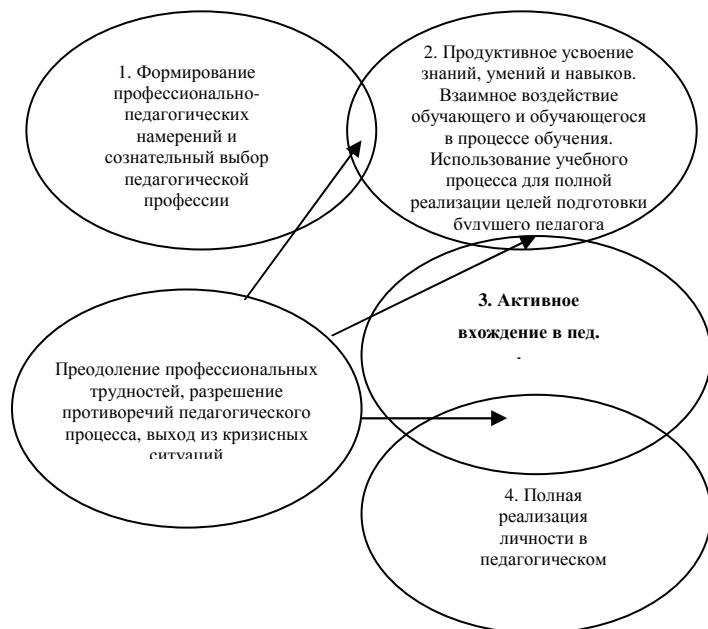 1. Формирование
профессионально-
педагогических
намерений и
сознательный выбор
педагогической
профессии
2. Продуктивное усвоение
знаний, умений и навыков.
Взаимное воздействие
обучающего и обучающегося
в процессе обучения.
Использование учебного
процесса для полной
реализации целей подготовки
будущего педагога
3. Активное
вхождение в пед.
Преодоление профессиональных
трудностей, разрешение
противоречий педагогического
процесса, выход из кризисных
ситуаций
4. Полная
реализация
личности в
педагогическом